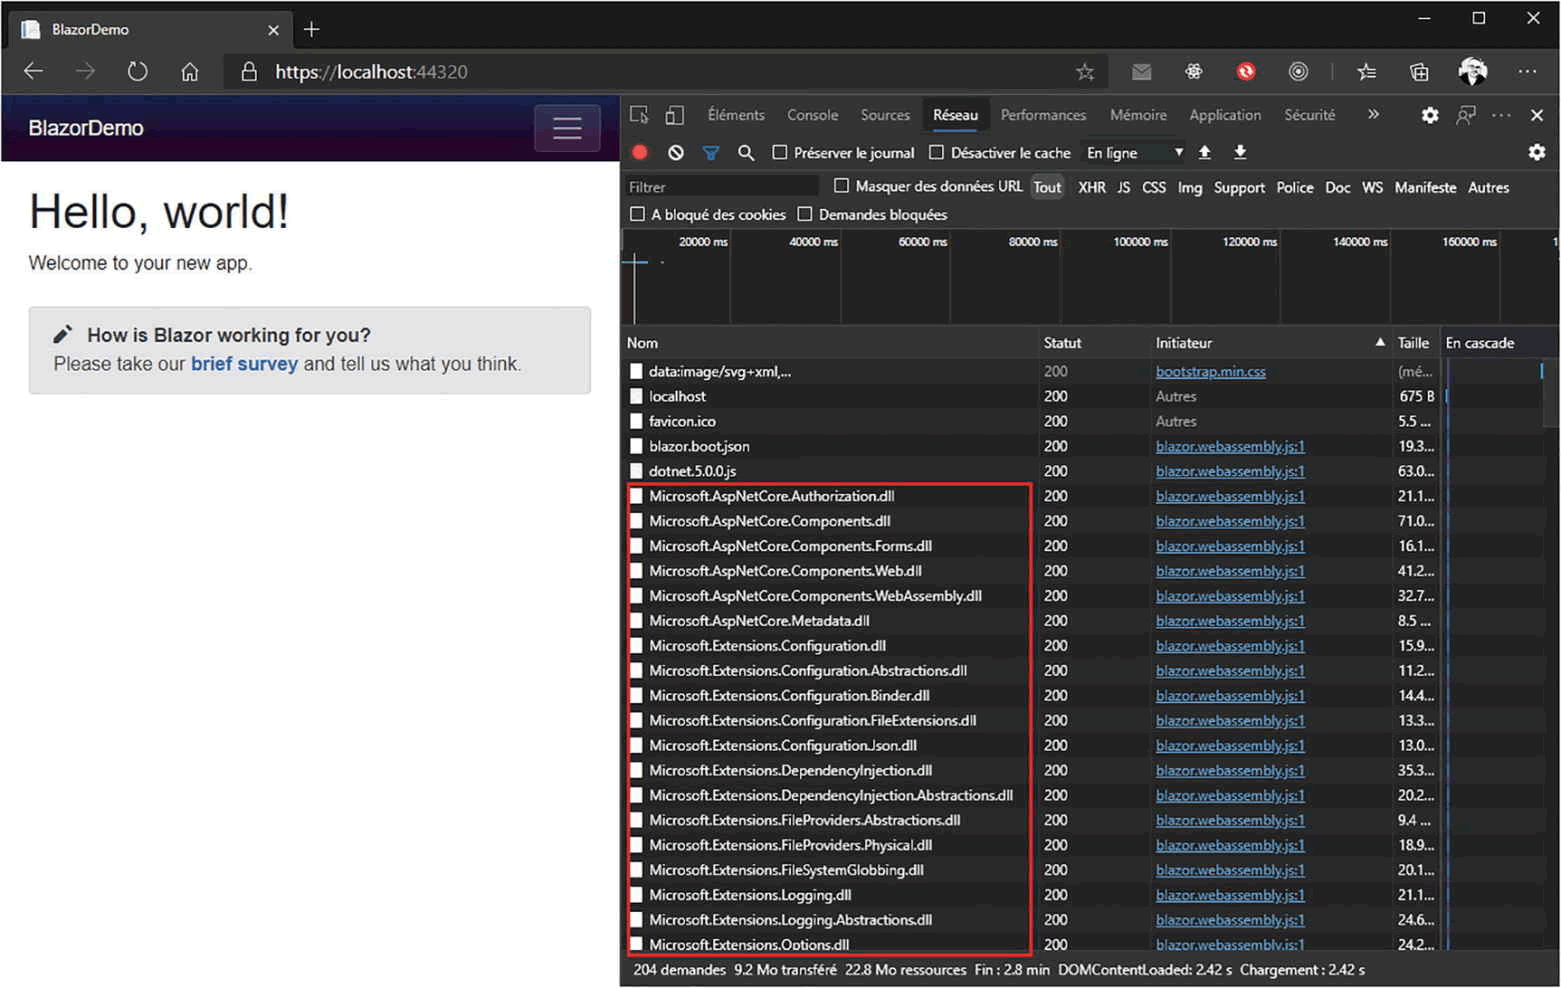 BlazorDemo
https://localhost:44320
BlazorDemo
Hello, world!
Welcome to your new app.
How is Blazor working for you?
Please take our brief survey and tell us what you think.
Éléments Console Sources Réseau Performances Mémoire Application Sécurité
Préserver le journal Désactiver le cache En ligne
Filtrer Masquer des données URL Tout XHR JS CSS Img Support Police Doc WS Manifeste Autres
A bloqué des cookies Demandes bloquées
20000 ms 40000 ms 60000 ms 80000 ms 100000 ms 120000 ms 140000 ms 160000 ms 1
Nom Statut Initiateur Taille En cascade
data:image/svg+xml,... 200 bootstrap.min.css (mé...
localhost 200 Autres 675 B
favicon.ico 200 Autres 5.5 ...
blazor.boot.json 200 blazor.webassembly.js:1 19.3...
dotnet.5.0.0.js 200 blazor.webassembly.js:1 63.0...
Microsoft.AspNetCore.Authorization.dll 200 blazor.webassembly.js:1 21.1...
Microsoft.AspNetCore.Components.dll 200 blazor.webassembly.js:1 71.0...
Microsoft.AspNetCore.Components.Forms.dll 200 blazor.webassembly.js:1 16.1...
Microsoft.AspNetCore.Components.Web.dll 200 blazor.webassembly.js:1 41.2...
Microsoft.AspNetCore.Components.WebAssembly.dll 200 blazor.webassembly.js:1 32.7...
Microsoft.AspNetCore.Metadata.dll 200 blazor.webassembly.js:1 8.5 ...
Microsoft.Extensions.Configuration.dll 200 blazor.webassembly.js:1 15.9...
Microsoft.Extensions.Configuration.Abstractions.dll 200 blazor.webassembly.js:1 11.2...
Microsoft.Extensions.Configuration.Binder.dll 200 blazor.webassembly.js:1 14.4...
Microsoft.Extensions.Configuration.FileExtensions.dll 200 blazor.webassembly.js:1 13.3...
Microsoft.Extensions.Configuration.Json.dll 200 blazor.webassembly.js:1 13.0...
Microsoft.Extensions.DependencyInjection.dll 200 blazor.webassembly.js:1 35.3...
Microsoft.Extensions.DependencyInjection.Abstractions.dll 200 blazor.webassembly.js:1 20.2...
Microsoft.Extensions.FileProviders.Abstractions.dll 200 blazor.webassembly.js:1 9.4 ...
Microsoft.Extensions.FileProviders.Physical.dll 200 blazor.webassembly.js:1 18.9...
Microsoft.Extensions.FileSystemGlobbing.dll 200 blazor.webassembly.js:1 20.1...
Microsoft.Extensions.Logging.dll 200 blazor.webassembly.js:1 21.1...
Microsoft.Extensions.Logging.Abstractions.dll 200 blazor.webassembly.js:1 24.6...
Microsoft.Extensions.Options.dll 200 blazor.webassembly.js:1 24.2...
204 demandes 9.2 Mo transféré 22.8 Mo ressources Fin : 2.8 min DOMContentLoaded: 2.42 s Chargement : 2.42 s